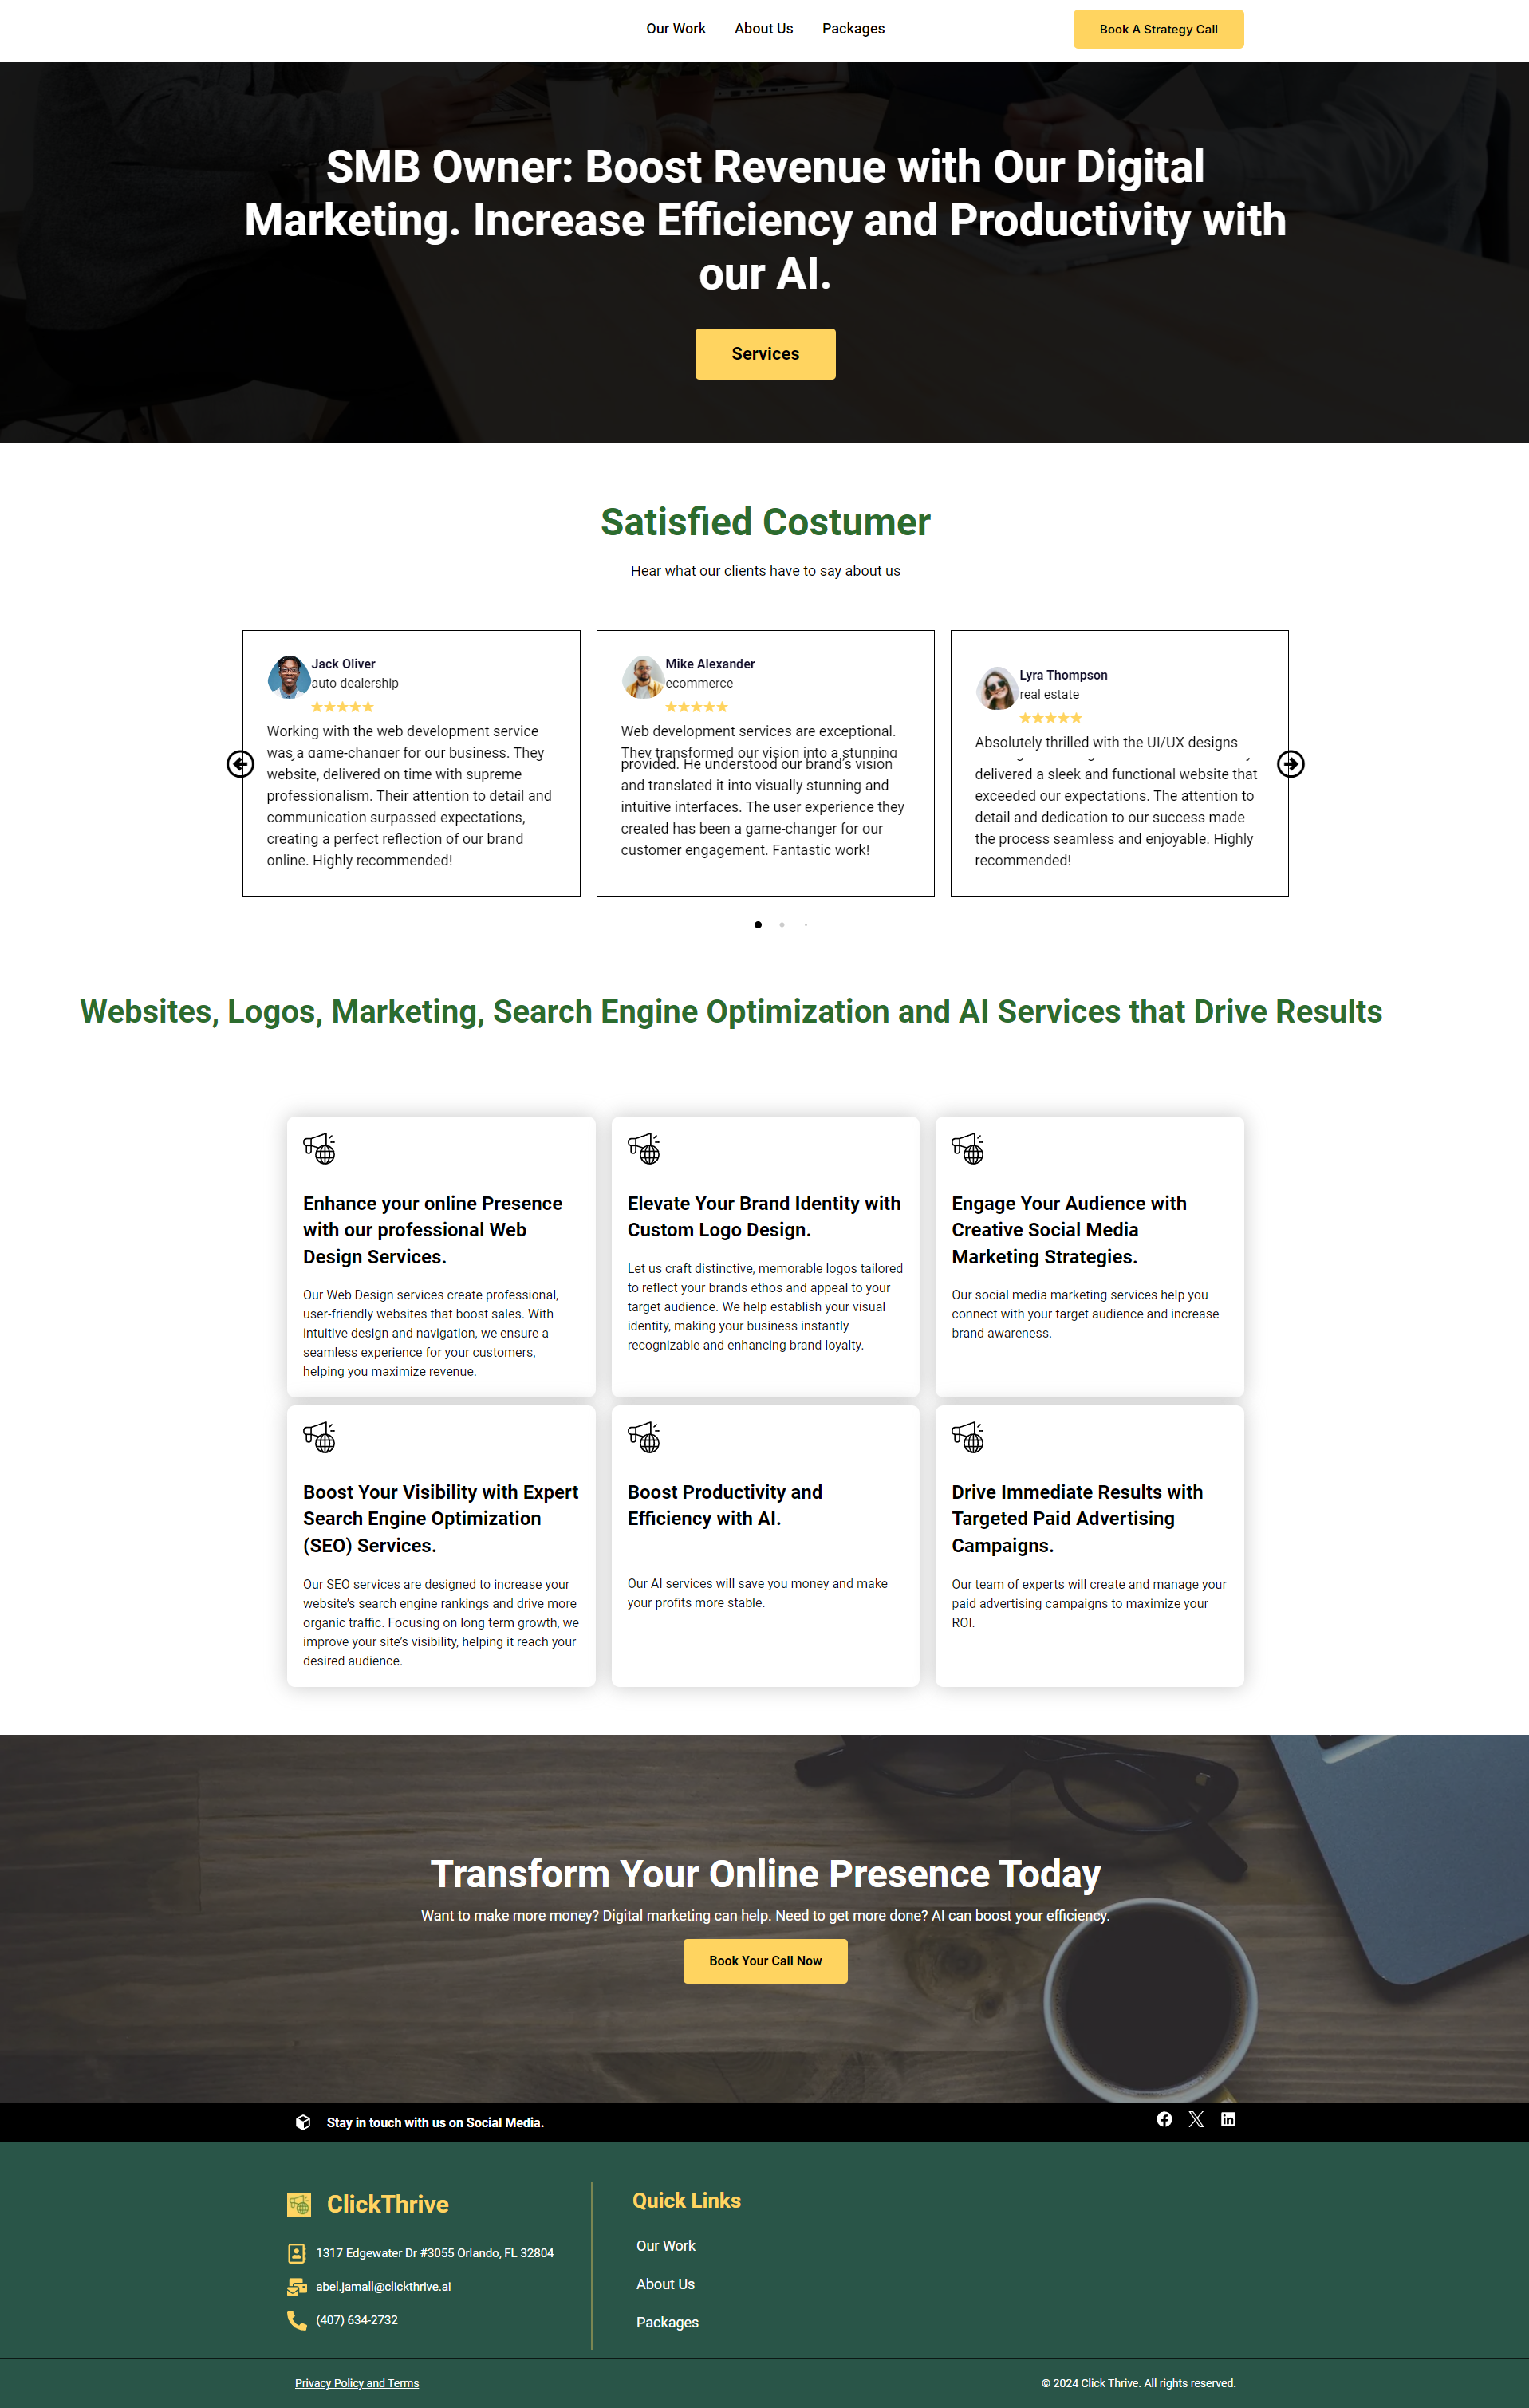 Our Work About Us Packages Book A Strategy Call
SMB Owner: Boost Revenue with Our Digital
Marketing. Increase Efficiency and Productivity with
our AI.
Services
Satisfied Costumer
Hear what our clients have to say about us
Jack Oliver
auto dealership
Working with the web development service
was a game-changer for our business. They
website, delivered on time with supreme
professionalism. Their attention to detail and
communication surpassed expectations,
creating a perfect reflection of our brand
online. Highly recommended!
Mike Alexander
ecommerce
Web development services are exceptional.
They transformed our vision into a stunning
provided. He understood our brand's vision
and translated it into visually stunning and
intuitive interfaces. The user experience they
created has been a game-changer for our
customer engagement. Fantastic work!
Lyra Thompson
real estate
Absolutely thrilled with the UI/UX designs
delivered a sleek and functional website that
exceeded our expectations. The attention to
detail and dedication to our success made
the process seamless and enjoyable. Highly
recommended!
Websites, Logos, Marketing, Search Engine Optimization and AI Services that Drive Results
Enhance your online Presence
with our professional Web
Design Services.
Our Web Design services create professional,
user-friendly websites that boost sales. With
intuitive design and navigation, we ensure a
seamless experience for your customers,
helping you maximize revenue.
Elevate Your Brand Identity with
Custom Logo Design.
Let us craft distinctive, memorable logos tailored
to reflect your brands ethos and appeal to your
target audience. We help establish your visual
identity, making your business instantly
recognizable and enhancing brand loyalty.
Engage Your Audience with
Creative Social Media
Marketing Strategies.
Our social media marketing services help you
connect with your target audience and increase
brand awareness.
Boost Your Visibility with Expert
Search Engine Optimization
(SEO) Services.
Our SEO services are designed to increase your
website's search engine rankings and drive more
organic traffic. Focusing on long term growth, we
improve your site's visibility, helping it reach your
desired audience.
Boost Productivity and
Efficiency with AI.
Our AI services will save you money and make
your profits more stable.
Drive Immediate Results with
Targeted Paid Advertising
Campaigns.
Our team of experts will create and manage your
paid advertising campaigns to maximize your
ROI.
Transform Your Online Presence Today
Want to make more money? Digital marketing can help. Need to get more done? AI can boost your efficiency.
Book Your Call Now
Stay in touch with us on Social Media.
ClickThrive
1317 Edgewater Dr #3055 Orlando, FL 32804
abel.jamall@clickthrive.ai
(407) 634-2732
Quick Links
Our Work
About Us
Packages
Privacy Policy and Terms
© 2024 Click Thrive. All rights reserved.